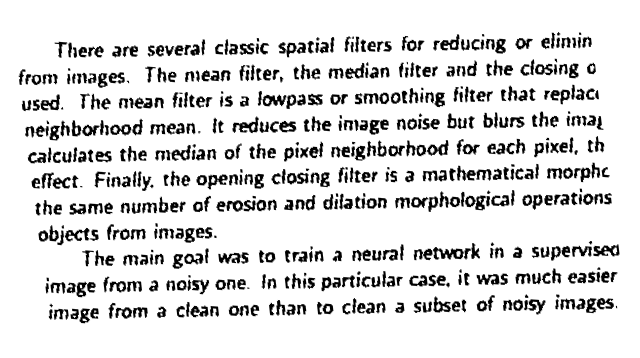 There are several classic spatial filters for reducing or elimin
from images. The mean filter, the median filter and the closing o
used. The mean filter is a lowpass or smoothing filter that replac
neighborhood mean. It reduces the image noise but blurs the imag
calculates the median of the pixel neighborhood for each pixel, th
effect. Finally, the opening closing filter is a mathematical morpho
the same number of erosion and dilation morphological operations
objects from images.
The main goal was to train a neural network in a supervised
image from a noisy one. In this particular case, it was much easier
image from a clean one than to clean a subset of noisy images.